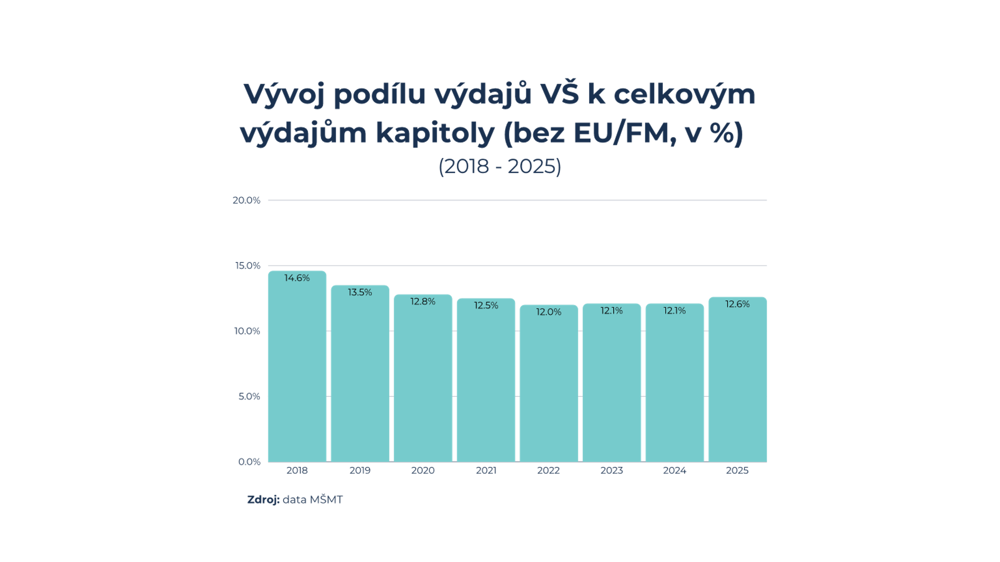 Vývoj podílu výdajů VŠ k celkovým
výdajům kapitoly (bez EU/FM, v %)
(2018 - 2025)
20.0%
15.0%
14.6%
13.5%
12.8%
12.5%
12.0%
12.1%
12.1%
12.6%
10.0%
5.0%
0.0%
2018 2019 2020 2021 2022 2023 2024 2025
Zdroj: data MŠMT